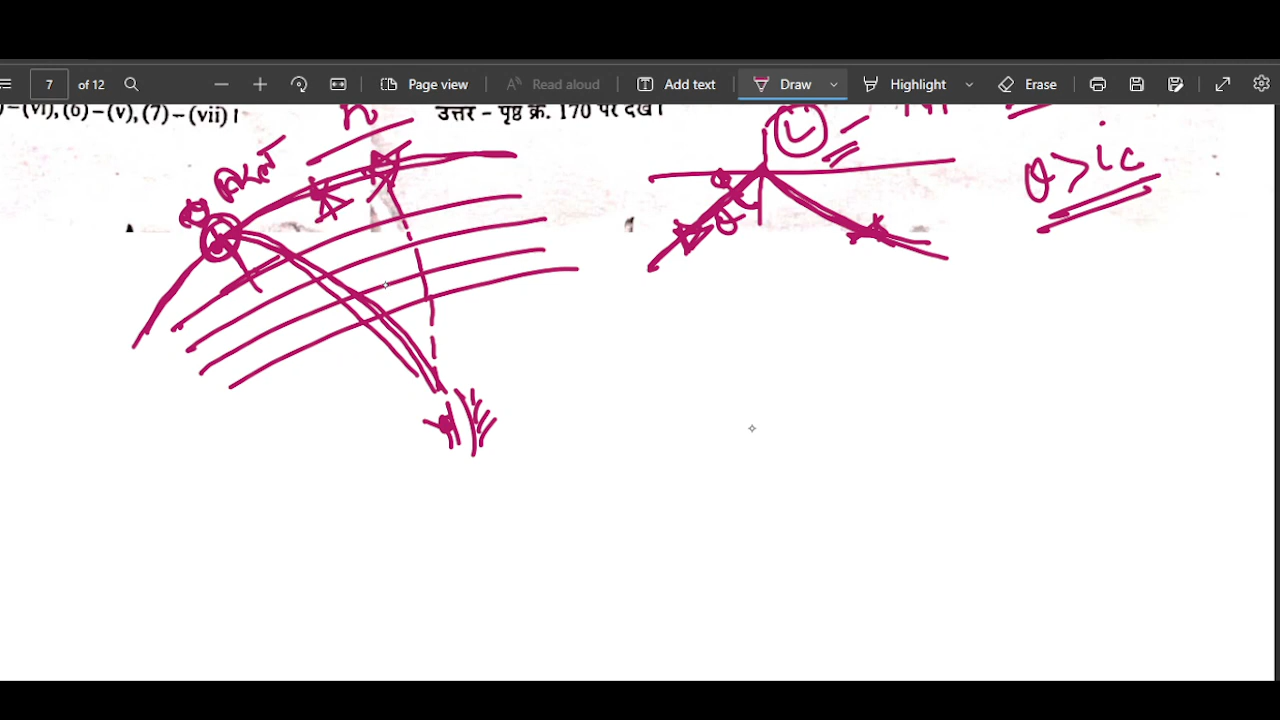 7 of 12 Page view Read aloud Add text Draw Highlight Erase
)-(vi), (6)-(v), (7)-(vii)। उत्तर - पृष्ठ क्र. 170 पर देखें।
n
L
θ > ic
θ